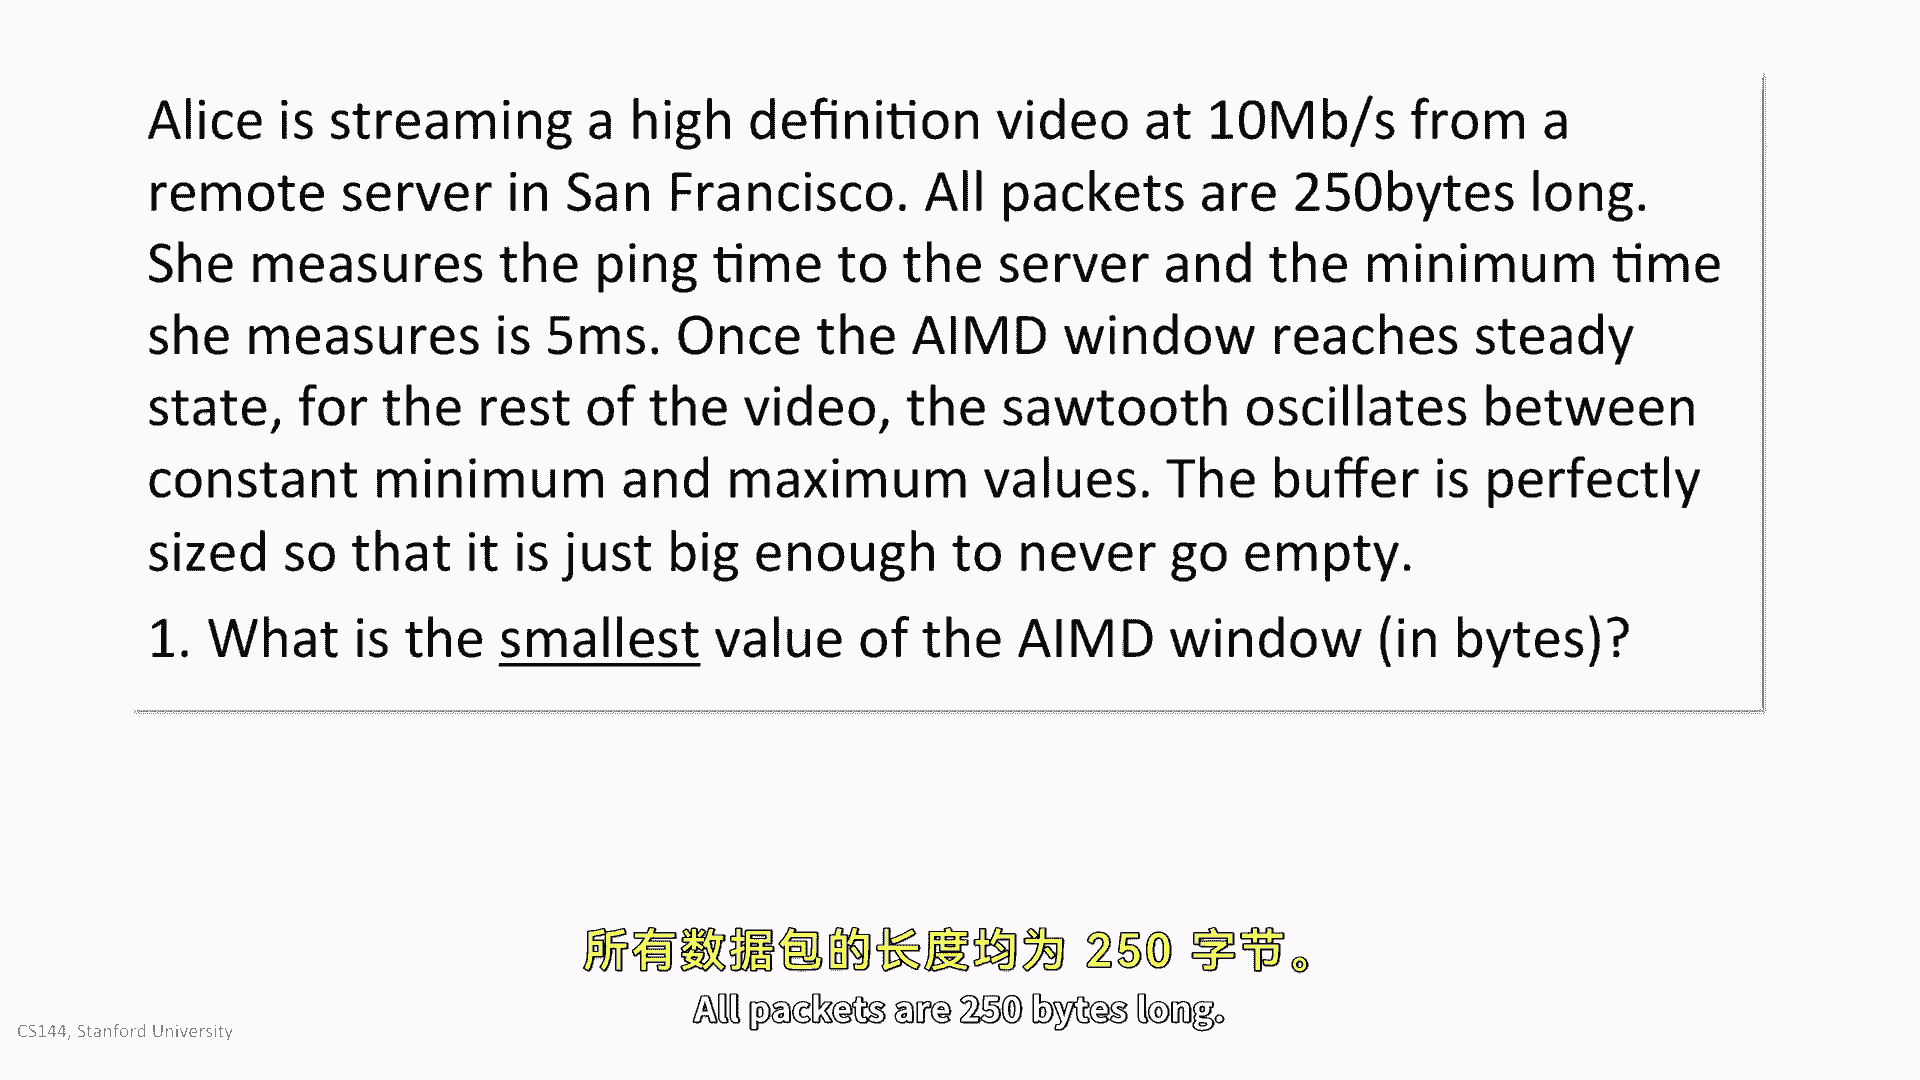 Alice is streaming a high definition video at 10Mb/s from a
remote server in San Francisco. All packets are 250bytes long.
She measures the ping time to the server and the minimum time
she measures is 5ms. Once the AIMD window reaches steady
state, for the rest of the video, the sawtooth oscillates between
constant minimum and maximum values. The buffer is perfectly
sized so that it is just big enough to never go empty.
1. What is the smallest value of the AIMD window (in bytes)?
所有数据包的长度均为 250 字节。
All packets are 250 bytes long.
CS144, Stanford University